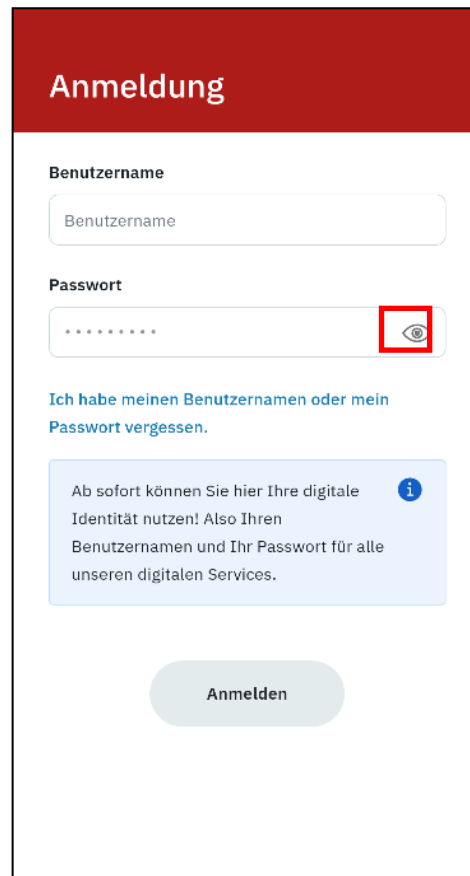 Anmeldung
Benutzername
Benutzername
Passwort
•••••••••
Ich habe meinen Benutzernamen oder mein
Passwort vergessen.
Ab sofort können Sie hier Ihre digitale
Identität nutzen! Also Ihren
Benutzernamen und Ihr Passwort für alle
unseren digitalen Services.
Anmelden